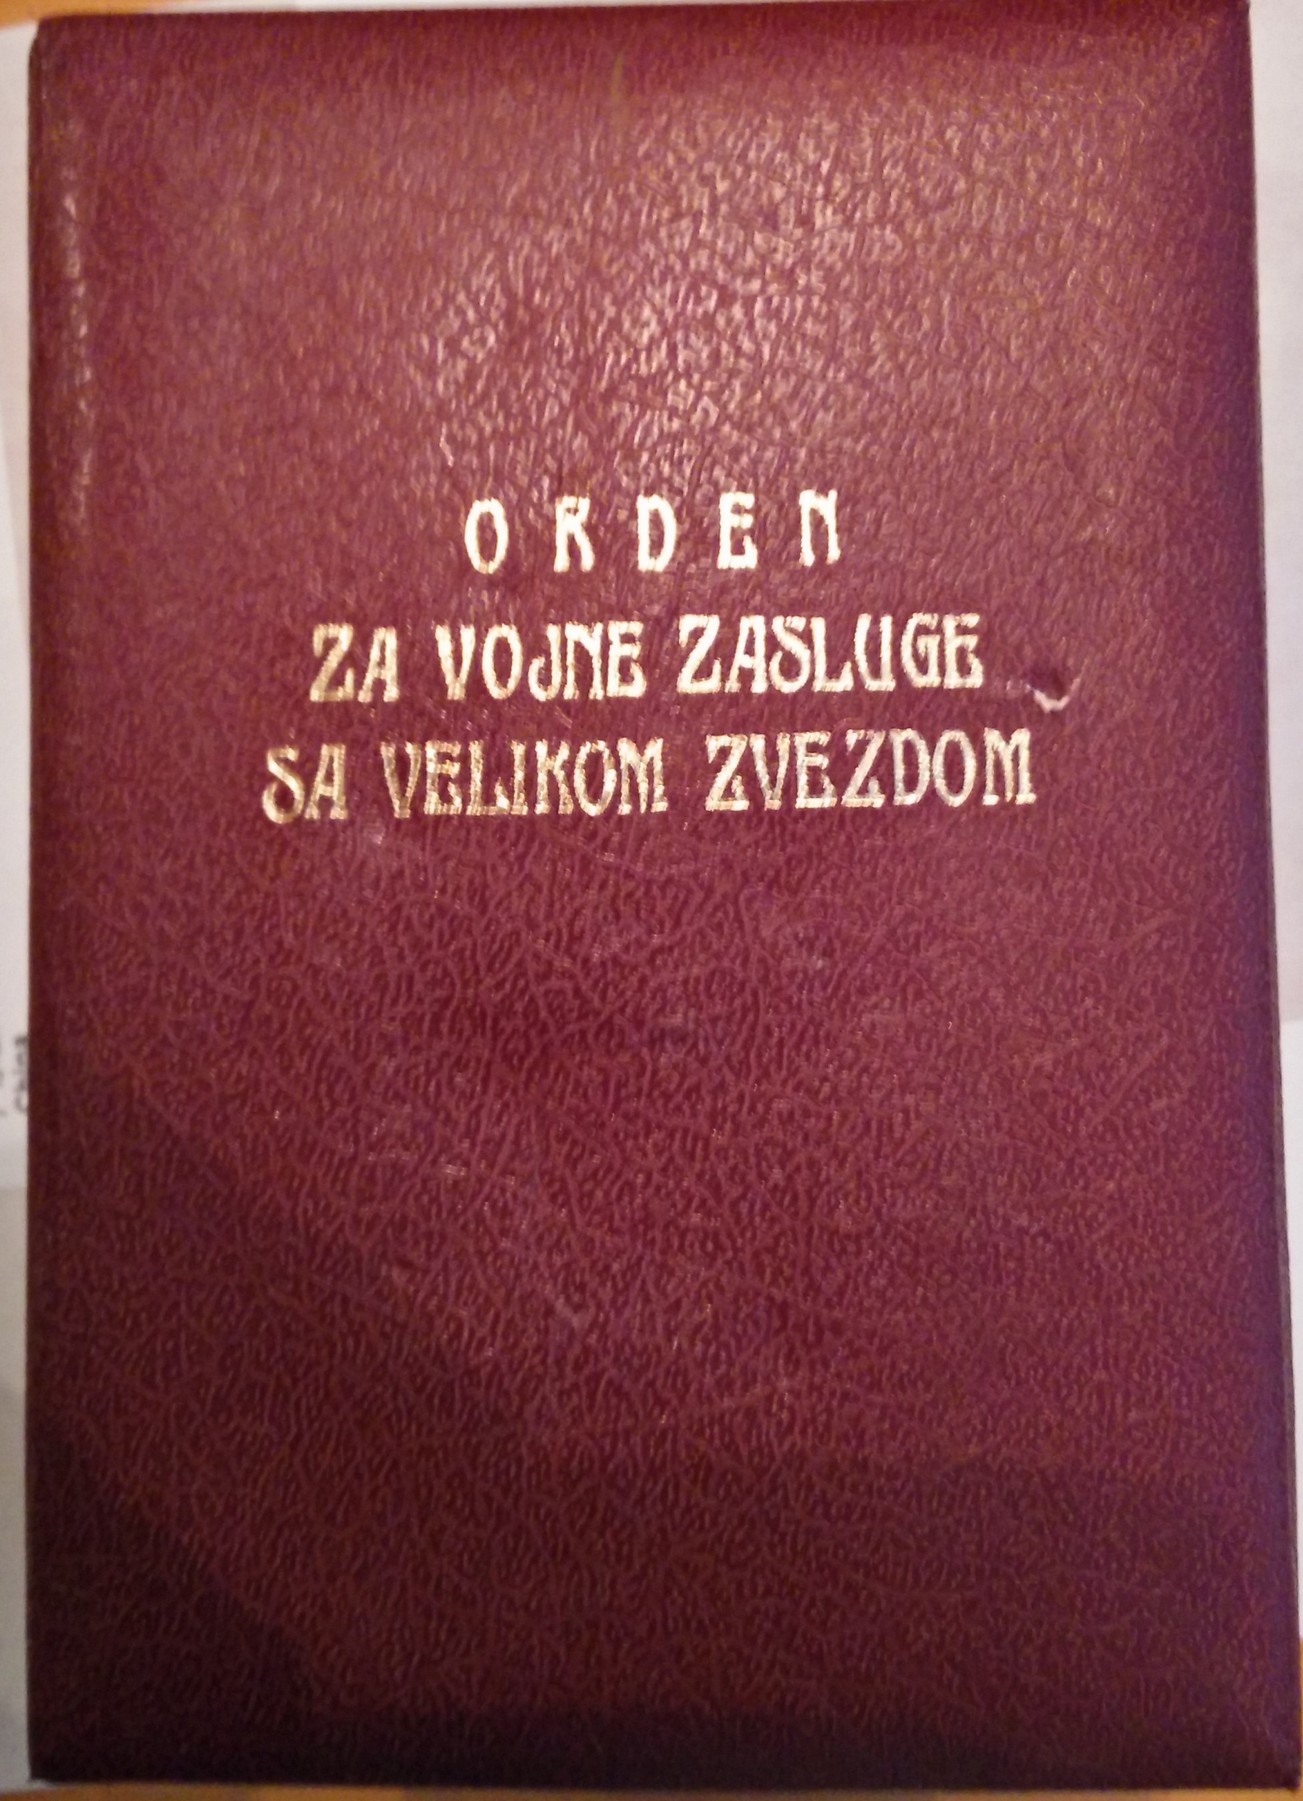 ORDEN
ZA VOJNE ZASLUGE
SA VELIKOM ZVEZDOM